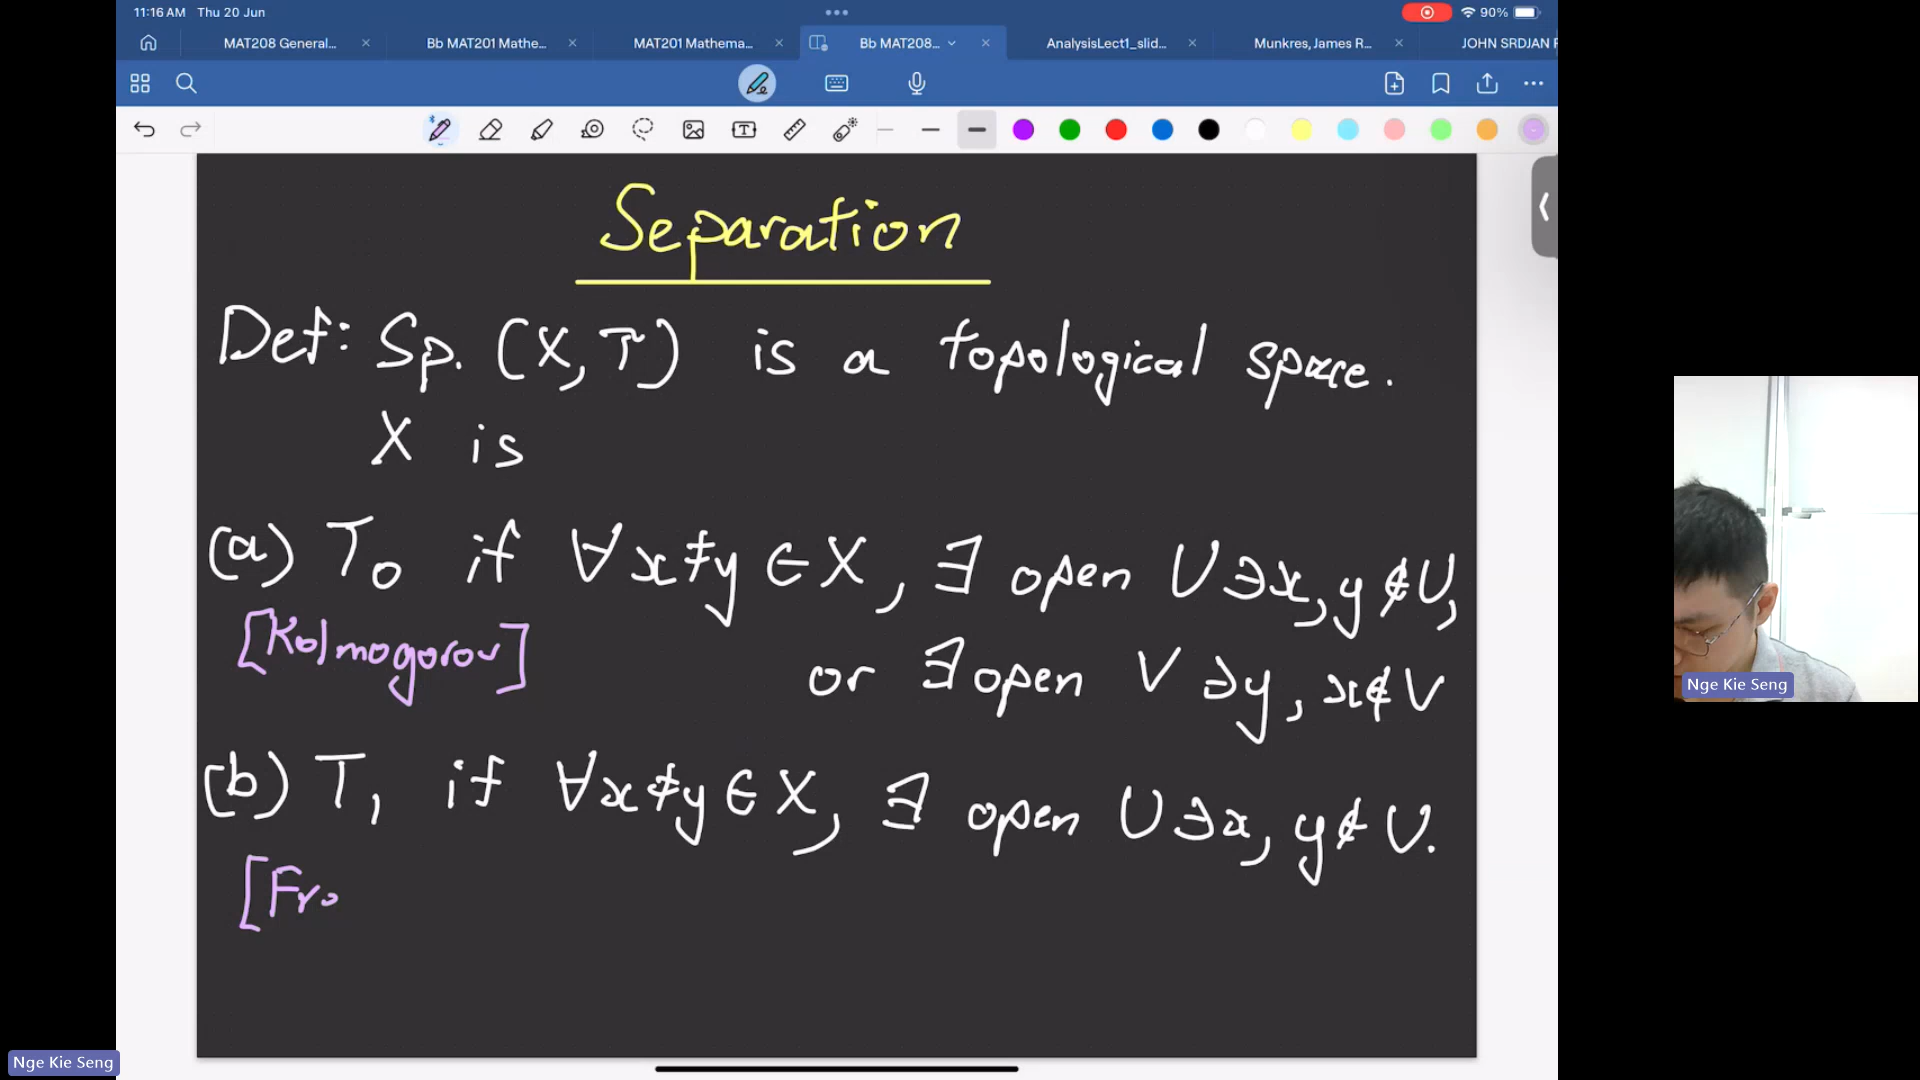 11:16 AM Thu 20 Jun
90%
MAT208 General...
Bb MAT201 Mathe...
MAT201 Mathema...
Bb MAT208...
AnalysisLect1_slid...
Munkres, James R...
JOHN SRDJAN P
Separation
Def: Sp. (X, T) is a topological space.
X is
(a) T₀ if ∀x≠y ∈ X, ∃ open U∋x, y∉U,
[Kolmogorov]
or ∃ open V∋y, x∉V
(b) T₁ if ∀x≠y ∈ X, ∃ open U∋x, y∉U.
[Fre
Nge Kie Seng
Nge Kie Seng